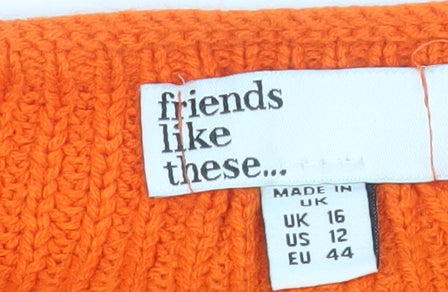 friends
like
these...
MADE IN
UK
UK 16
US 12
EU 44